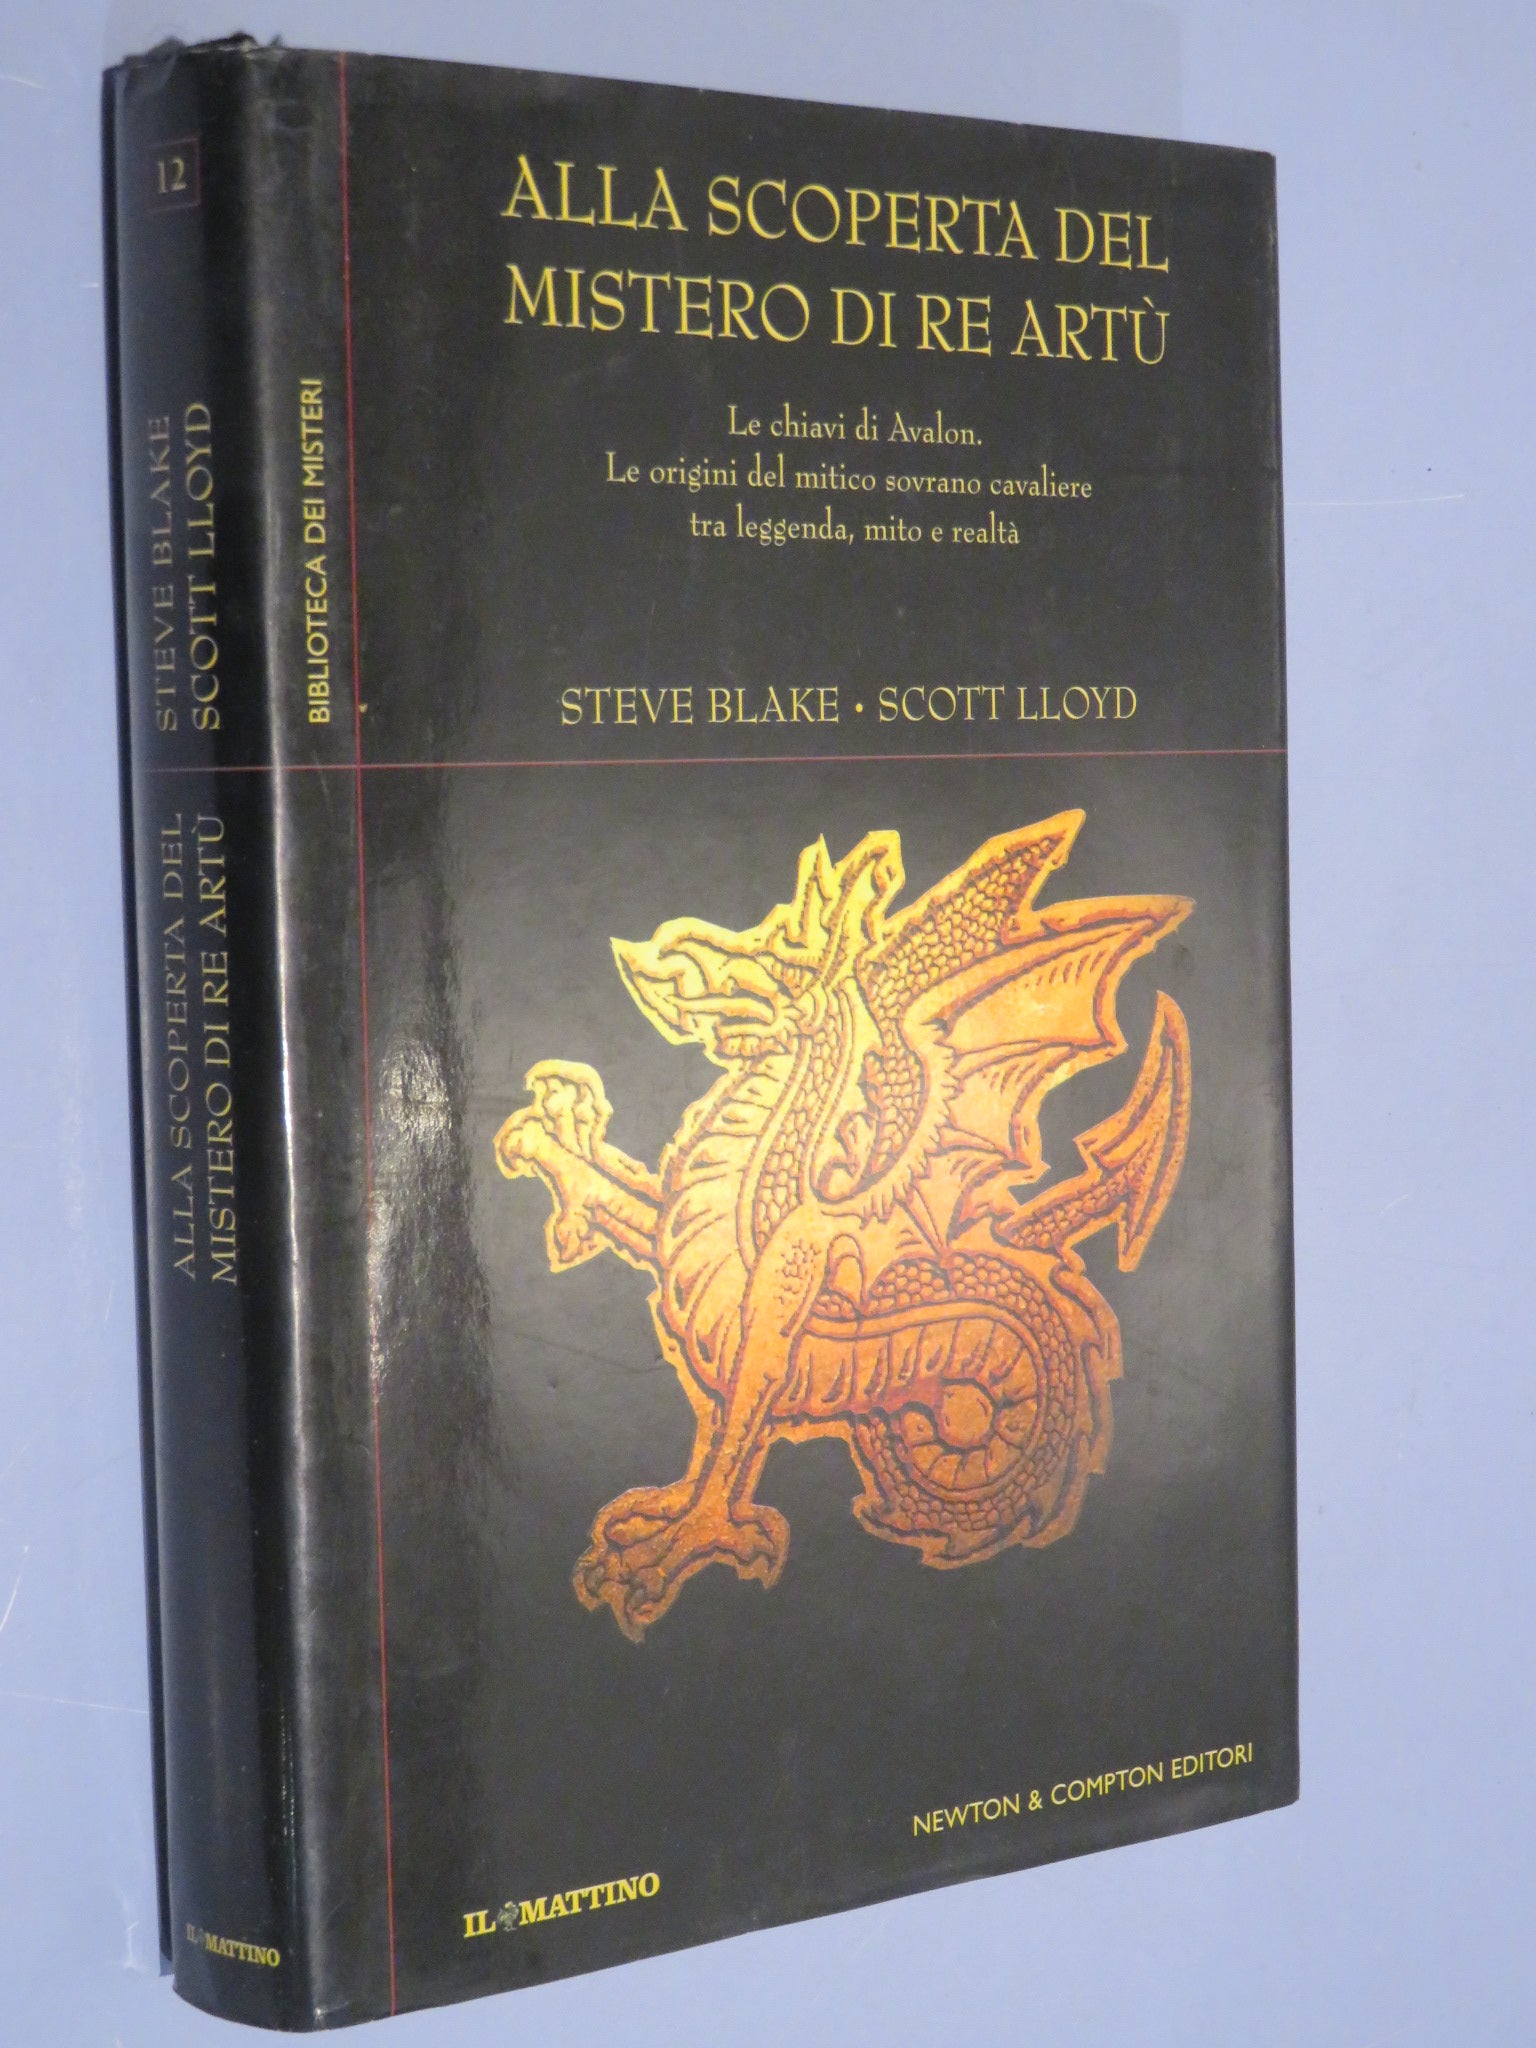 12
STEVE BLAKE
SCOTT LLOYD
ALLA SCOPERTA DEL
MISTERO DI RE ARTÙ
IL MATTINO
BIBLIOTECA DEI MISTERI
ALLA SCOPERTA DEL
MISTERO DI RE ARTÙ
Le chiavi di Avalon.
Le origini del mitico sovrano cavaliere
tra leggenda, mito e realtà
STEVE BLAKE • SCOTT LLOYD
NEWTON & COMPTON EDITORI
IL MATTINO